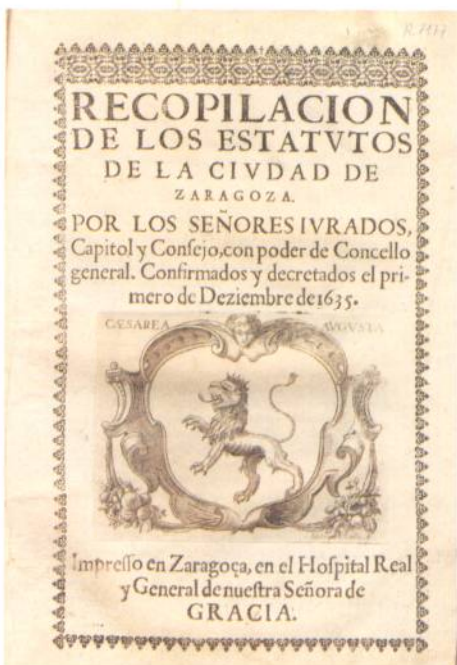 R.7177
RECOPILACION
DE LOS ESTATVTOS
DE LA CIVDAD DE
ZARAGOZA.
POR LOS SEÑORES IVRADOS,
Capitol y Conſejo, con poder de Concello
general. Confirmados y decretados el pri-
mero de Deziembre de 1635.
CÆSAREA AVGVSTA
Impreſſo en Zaragoça, en el Hoſpital Real
y General de nueſtra Señora de
GRACIA.